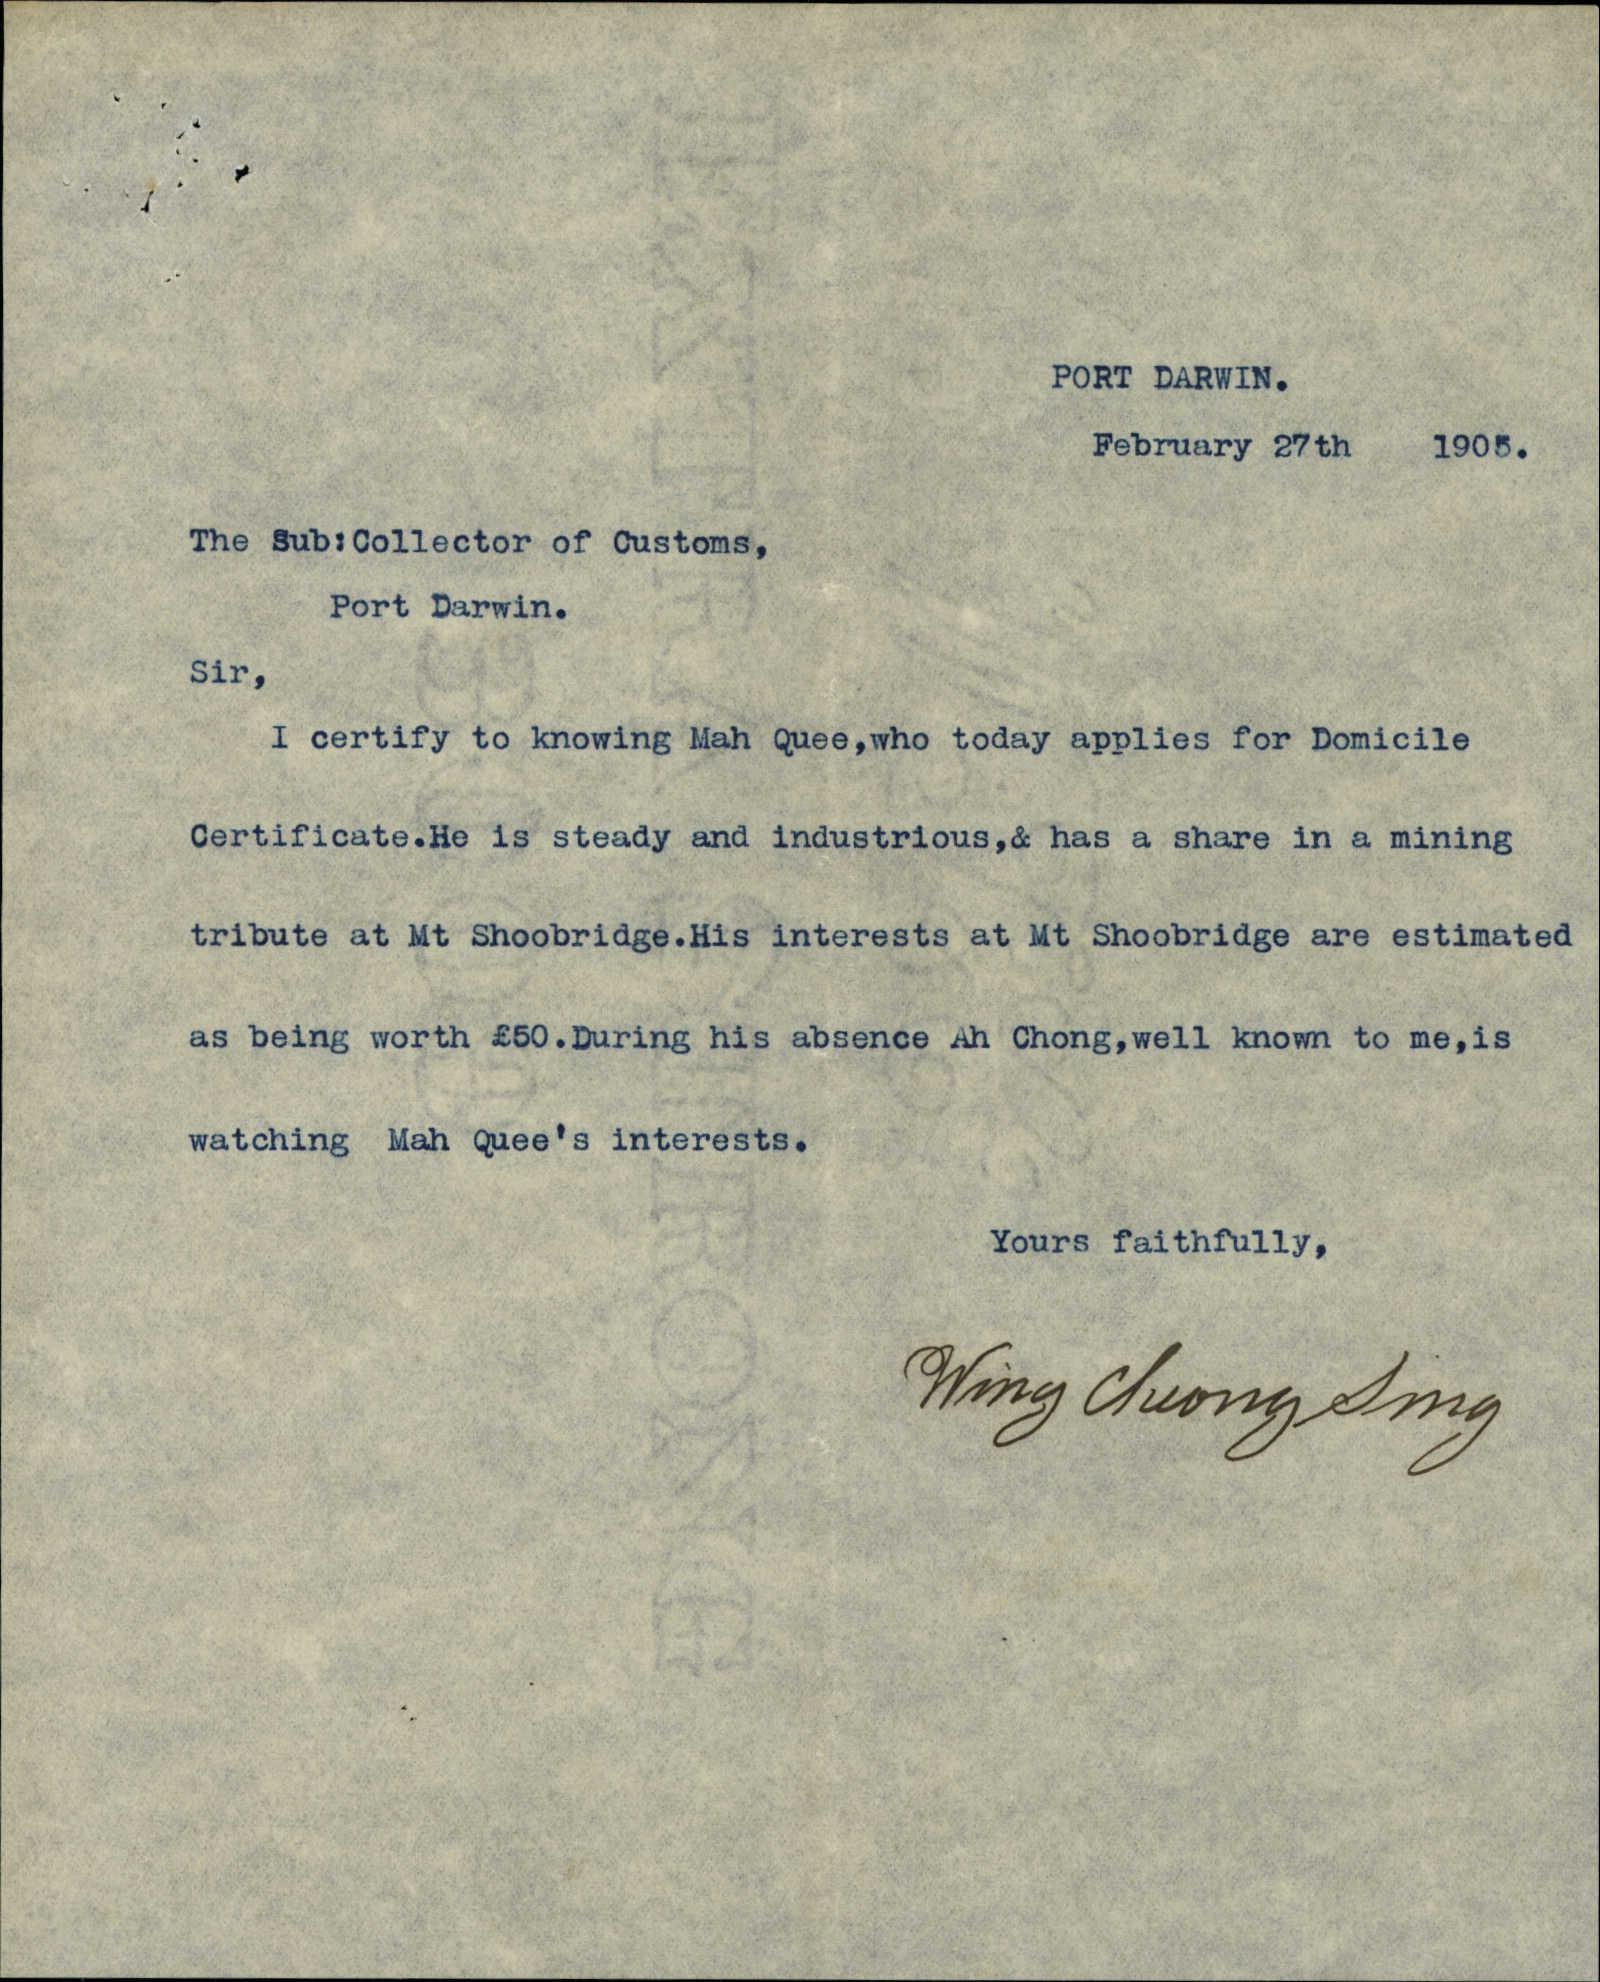 PORT DARWIN.
February 27th 1905.
The Sub:Collector of Customs,
Port Darwin.
Sir,
I certify to knowing Mah Quee,who today applies for Domicile
Certificate.He is steady and industrious,& has a share in a mining
tribute at Mt Shoobridge.His interests at Mt Shoobridge are estimated
as being worth £50.During his absence Ah Chong,well known to me,is
watching Mah Quee's interests.
Yours faithfully,
Wing Cheong Sing